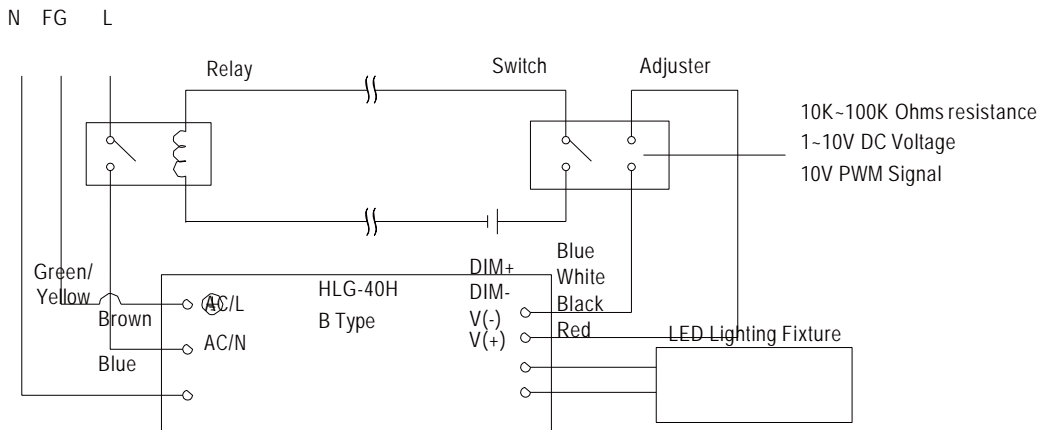 N FG L
Relay
Switch
Adjuster
10K~100K Ohms resistance
1~10V DC Voltage
10V PWM Signal
Green/
Yellow
Brown
Blue
AC/L
AC/N
HLG-40H
B Type
DIM+
DIM-
V(-)
V(+)
Blue
White
Black
Red
LED Lighting Fixture